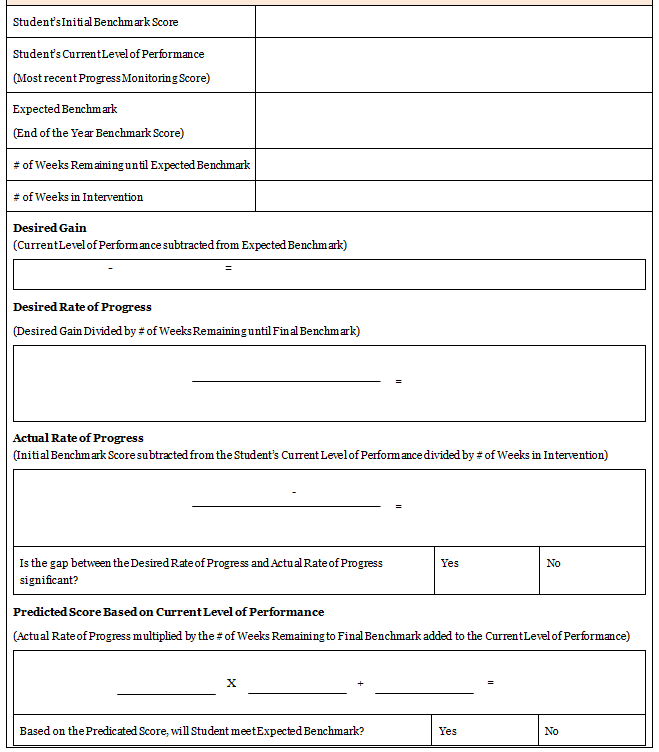 Student's Initial Benchmark Score
Student's Current Level of Performance
(Most recent Progress Monitoring Score)
Expected Benchmark
(End of the Year Benchmark Score)
# of Weeks Remaining until Expected Benchmark
# of Weeks in Intervention
Desired Gain
(Current Level of Performance subtracted from Expected Benchmark)
- =
Desired Rate of Progress
(Desired Gain Divided by # of Weeks Remaining until Final Benchmark)
=
Actual Rate of Progress
(Initial Benchmark Score subtracted from the Student's Current Level of Performance divided by # of Weeks in Intervention)
-
=
Is the gap between the Desired Rate of Progress and Actual Rate of Progress Yes No
significant?
Predicted Score Based on Current Level of Performance
(Actual Rate of Progress multiplied by the # of Weeks Remaining to Final Benchmark added to the Current Level of Performance)
X + =
Based on the Predicated Score, will Student meet Expected Benchmark? Yes No